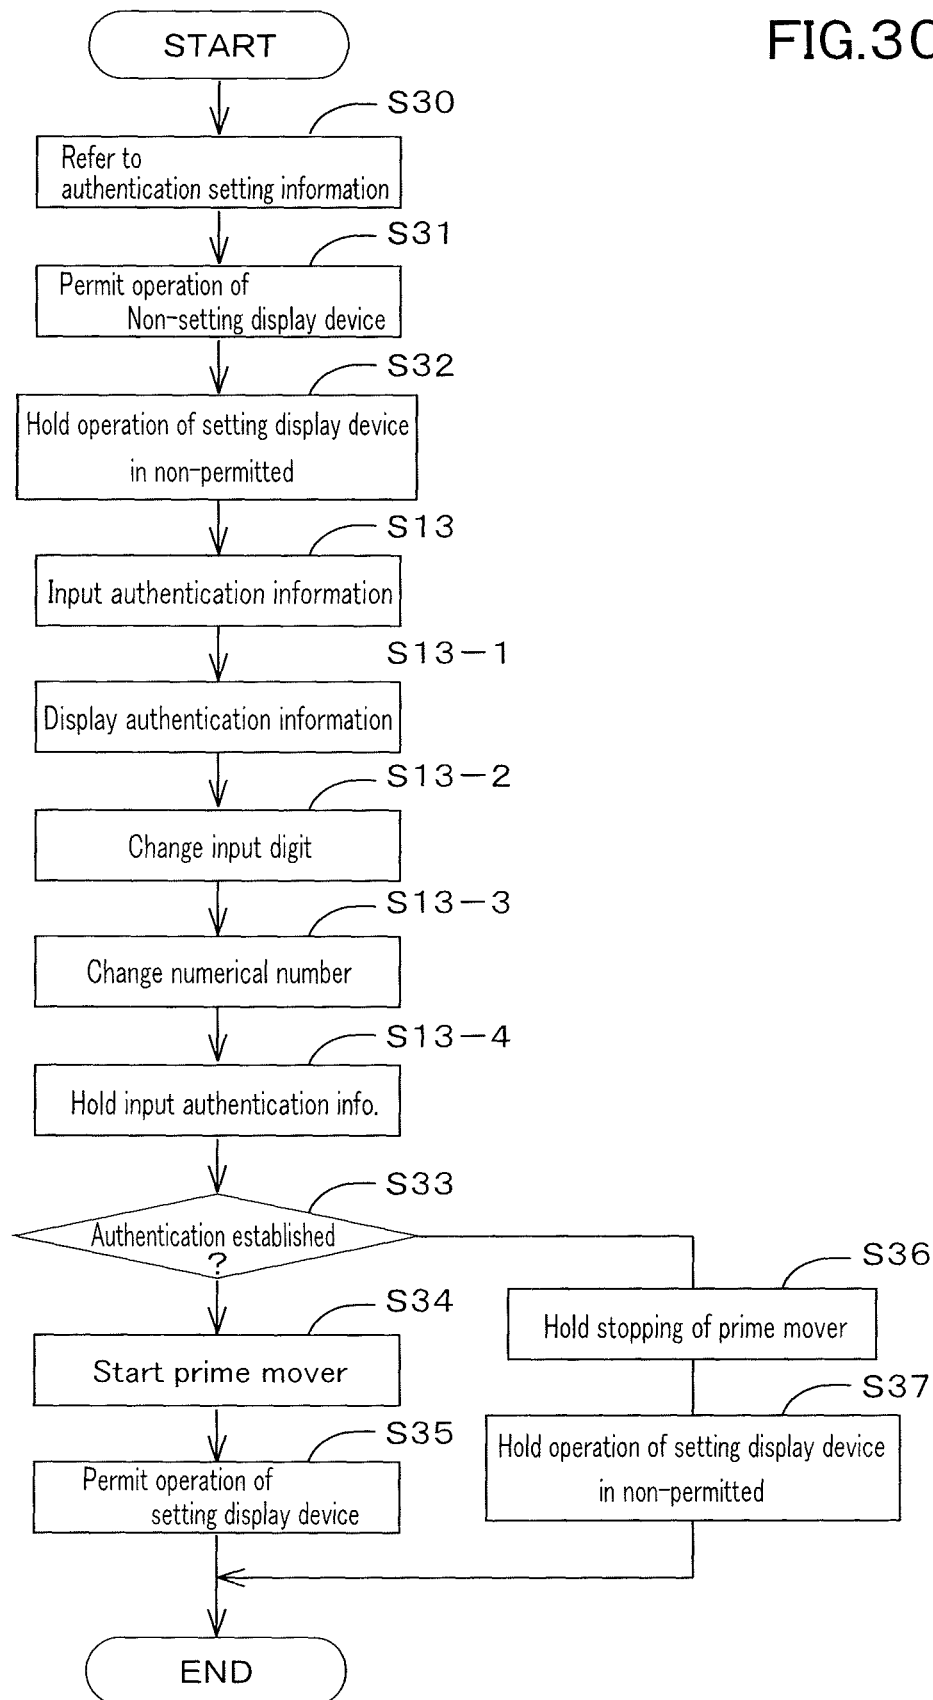 FIG.3C
START
S30
Refer to
authentication setting information
S31
Permit operation of
Non-setting display device
S32
Hold operation of setting display device
in non-permitted
S13
Input authentication information
S13-1
Display authentication information
S13-2
Change input digit
S13-3
Change numerical number
S13-4
Hold input authentication info.
S33
Authentication established
?
S36
Hold stopping of prime mover
S34
Start prime mover
S37
Hold operation of setting display device
in non-permitted
S35
Permit operation of
setting display device
END